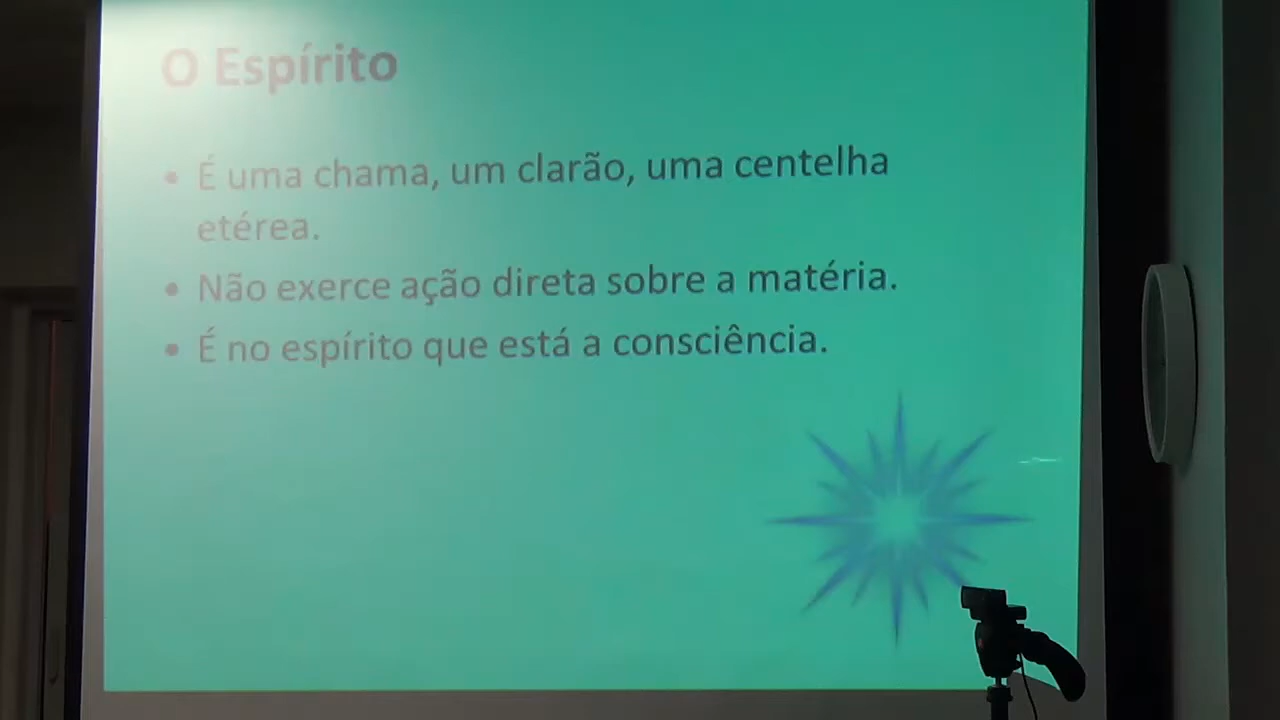 O Espírito
• É uma chama, um clarão, uma centelha
etérea.
• Não exerce ação direta sobre a matéria.
• É no espírito que está a consciência.